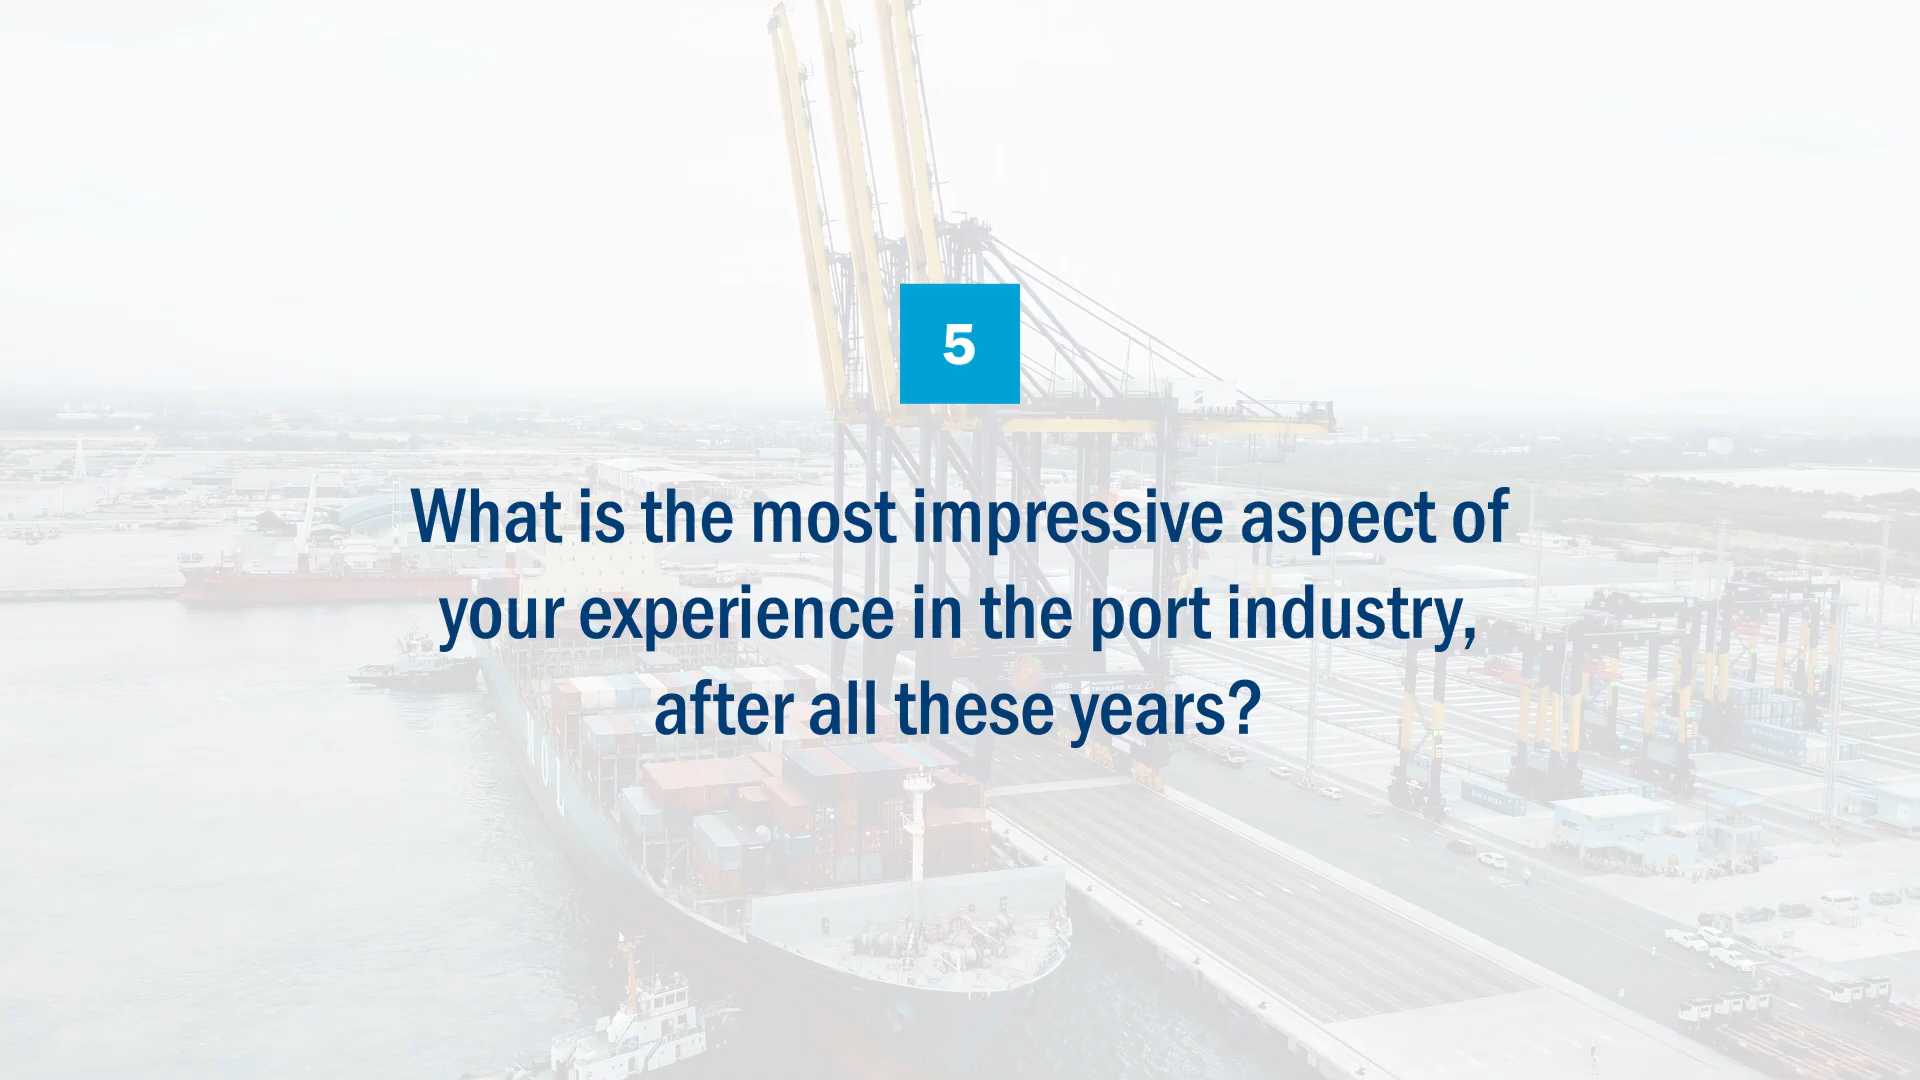 5
What is the most impressive aspect of
your experience in the port industry,
after all these years?